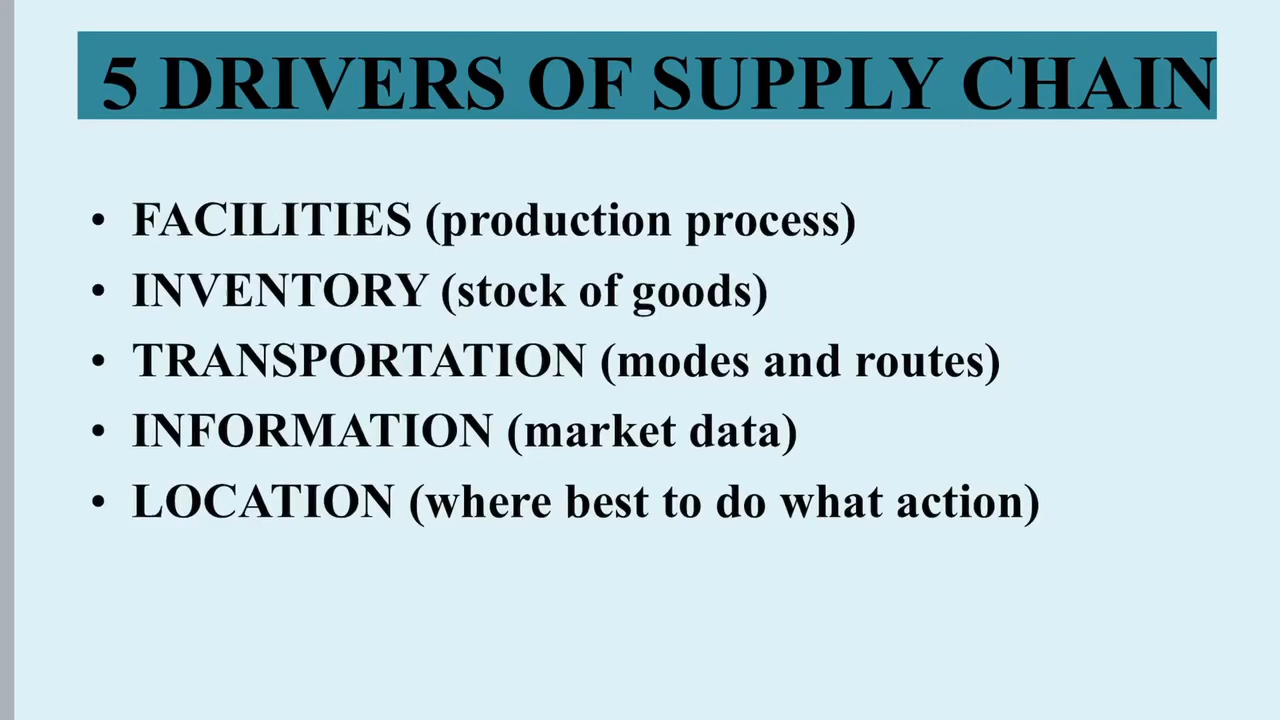 5 DRIVERS OF SUPPLY CHAIN
• FACILITIES (production process)
• INVENTORY (stock of goods)
• TRANSPORTATION (modes and routes)
• INFORMATION (market data)
• LOCATION (where best to do what action)